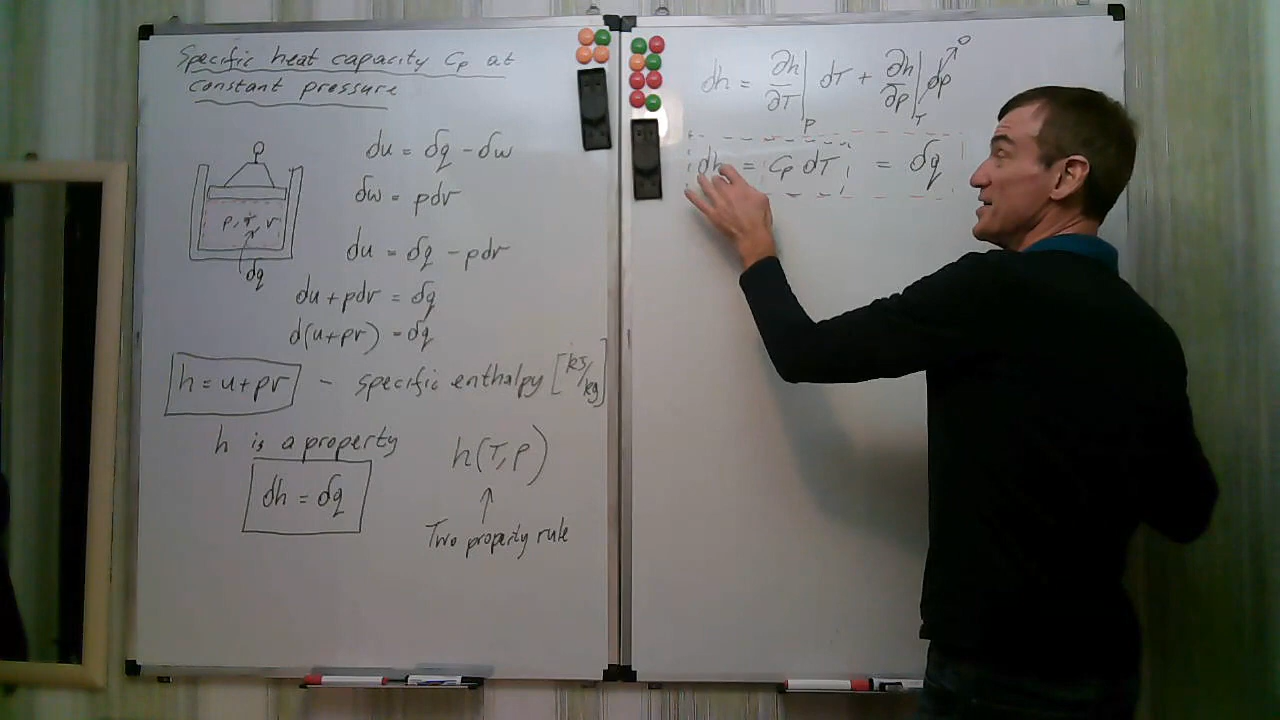 Specific heat capacity Cp at
constant pressure
du = δq - δw
δw = pdv
p, T, v
du = δq - pdv
δq
du + pdv = δq
d(u+pv) = δq
h = u+pv - specific enthalpy [kJ/kg]
h is a property
h(T,P)
dh = δq
Two property rule
dh = ∂h/∂T|P dT + ∂h/∂p|T dp → 0
dh = Cp dT = δq